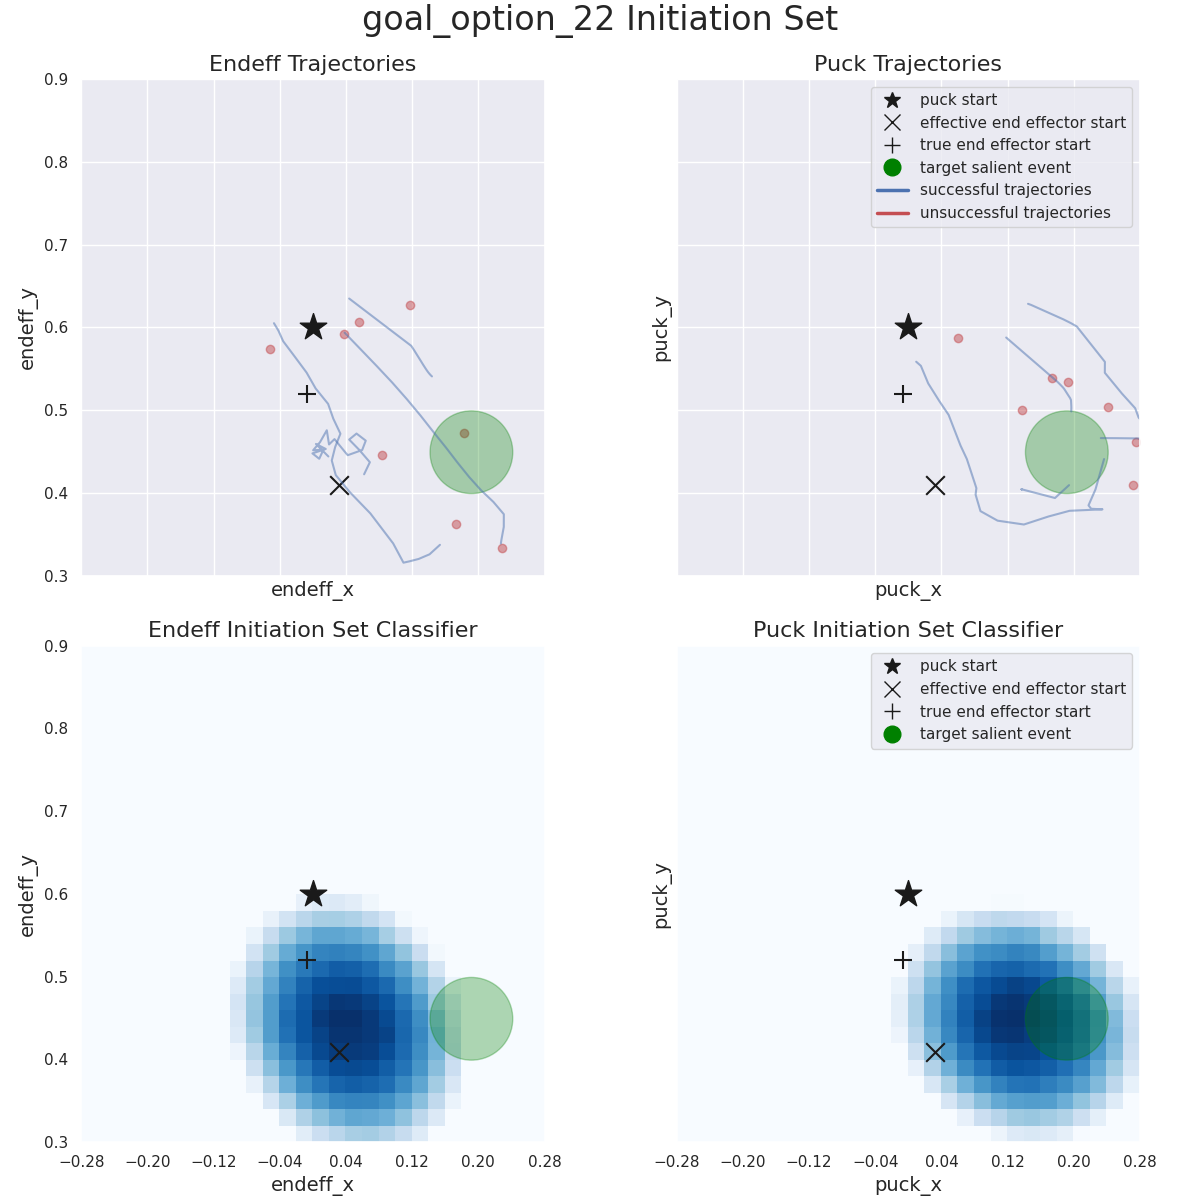 goal_option_22 Initiation Set
Endeff Trajectories
0.9
0.8
0.7
0.6
0.5
0.4
0.3
endeff_y
endeff_x
Puck Trajectories
puck start
effective end effector start
true end effector start
target salient event
successful trajectories
unsuccessful trajectories
puck_y
puck_x
Endeff Initiation Set Classifier
0.9
0.8
0.7
0.6
0.5
0.4
0.3
endeff_y
−0.28 −0.20 −0.12 −0.04 0.04 0.12 0.20 0.28
endeff_x
Puck Initiation Set Classifier
puck start
effective end effector start
true end effector start
target salient event
puck_y
−0.28 −0.20 −0.12 −0.04 0.04 0.12 0.20 0.28
puck_x